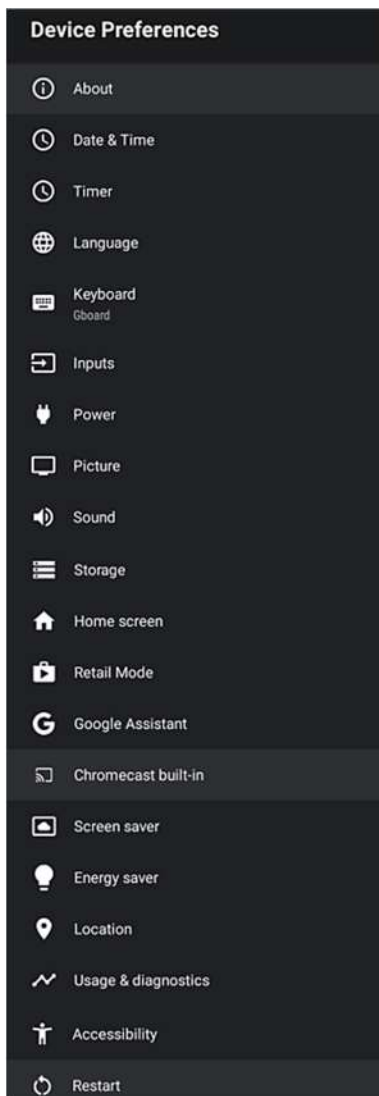 Device Preferences
About
Date & Time
Timer
Language
Keyboard
Gboard
Inputs
Power
Picture
Sound
Storage
Home screen
Retail Mode
Google Assistant
Chromecast built-in
Screen saver
Energy saver
Location
Usage & diagnostics
Accessibility
Restart